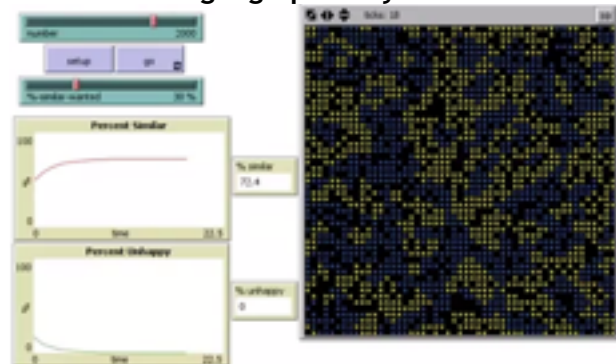 number 2000
setup go
%-similar-wanted 30 %
ticks: 18
3D
Percent Similar
100
%
0
0 time 22.5
% similar
72.4
Percent Unhappy
100
%
0
0 time 22.5
% unhappy
0